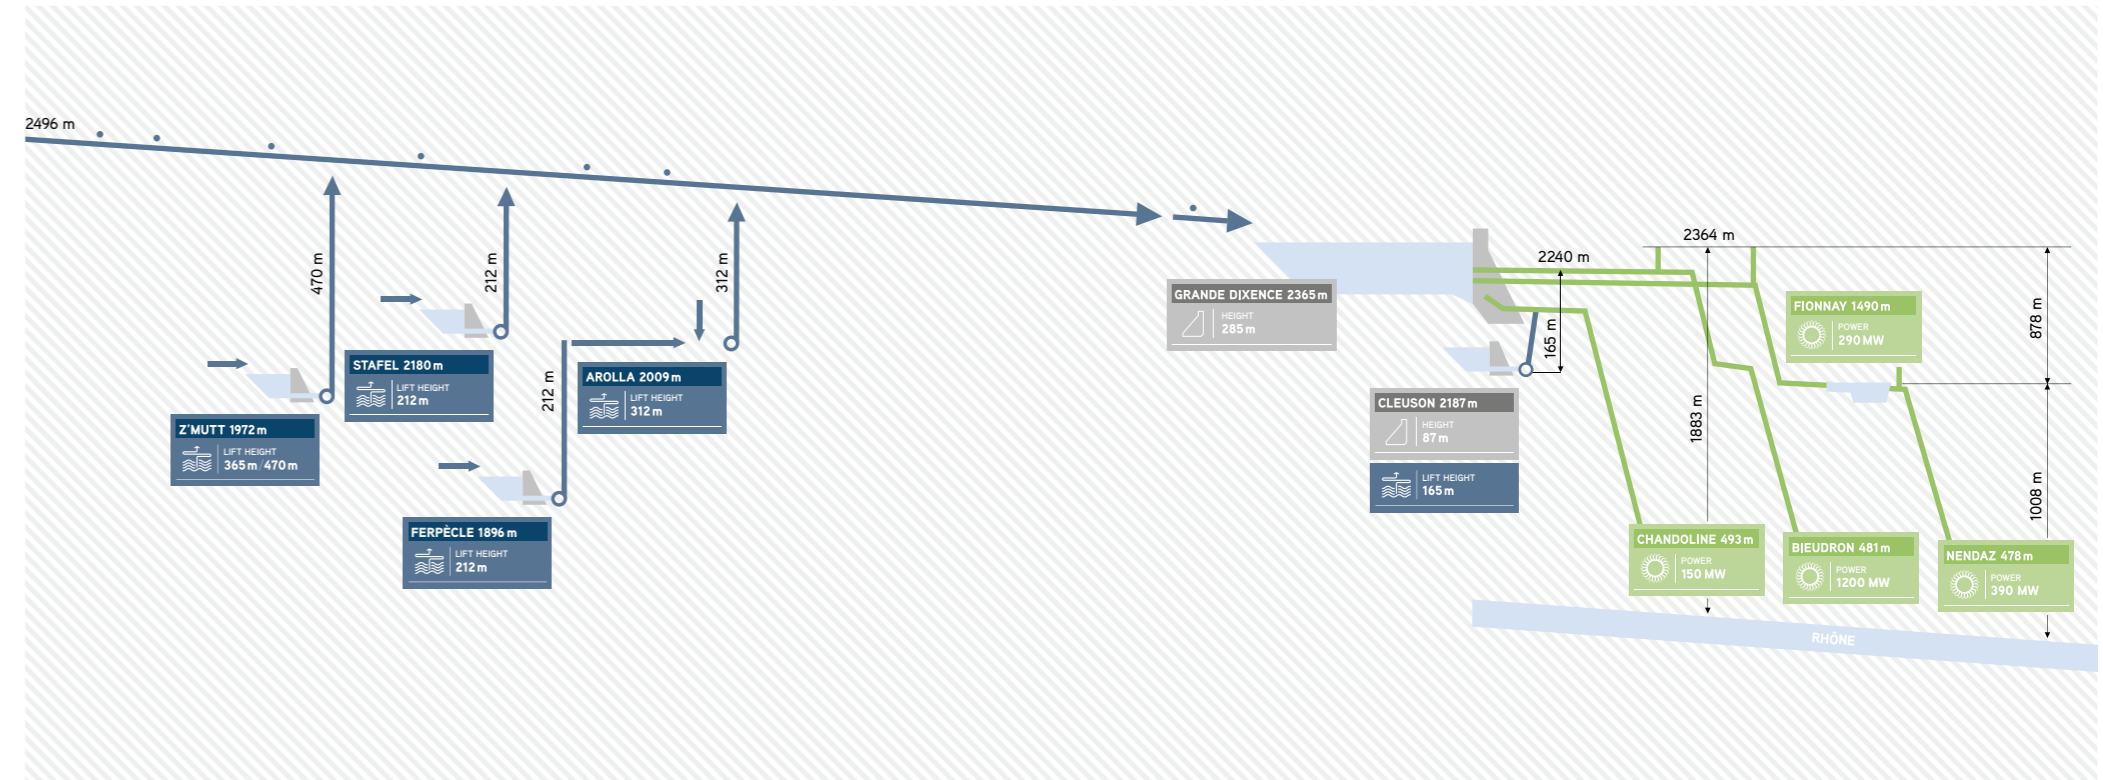 2496 m
470 m
212 m
312 m
212 m
Z'MUTT 1972 m
LIFT HEIGHT
365 m/470 m
STAFEL 2180 m
LIFT HEIGHT
212 m
FERPÈCLE 1896 m
LIFT HEIGHT
212 m
AROLLA 2009 m
LIFT HEIGHT
312 m
GRANDE DIXENCE 2365 m
HEIGHT
285 m
2240 m
165 m
CLEUSON 2187 m
HEIGHT
87 m
LIFT HEIGHT
165 m
2364 m
1883 m
FIONNAY 1490 m
POWER
290 MW
878 m
1008 m
CHANDOLINE 493 m
POWER
150 MW
BIEUDRON 481 m
POWER
1200 MW
NENDAZ 478 m
POWER
390 MW
RHÔNE